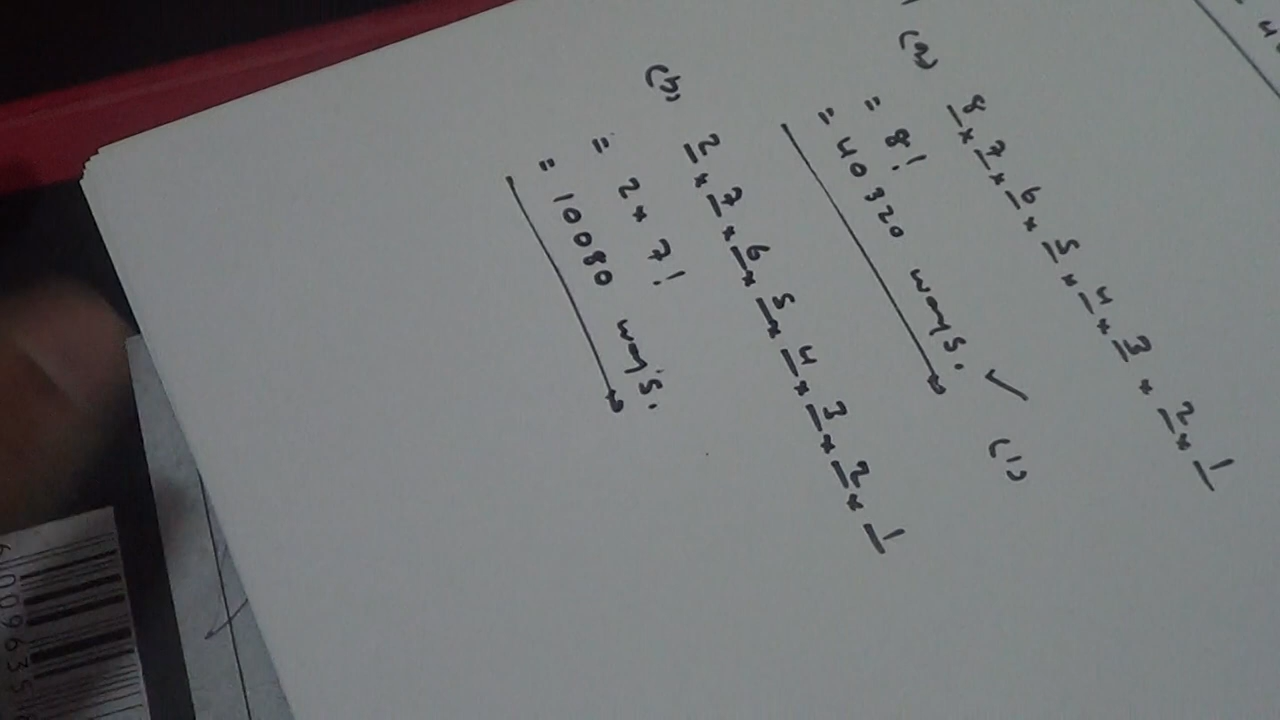 (a) 8 × 7 × 6 × 5 × 4 × 3 × 2 × 1
= 8!
= 40320 ways. ✓ (1)
(b) 2 × 7 × 6 × 5 × 4 × 3 × 2 × 1
= 2 × 7!
= 10080 ways.